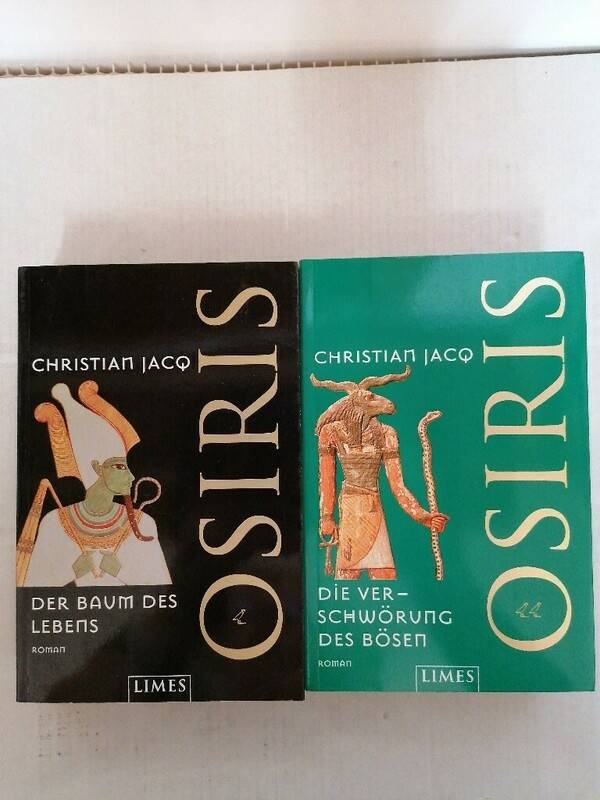 CHRISTIAN JACQ
OSIRIS
DER BAUM DES
LEBENS
ROMAN
LIMES
CHRISTIAN JACQ
OSIRIS
DIE VER-
SCHWÖRUNG
DES BÖSEN
ROMAN
LIMES